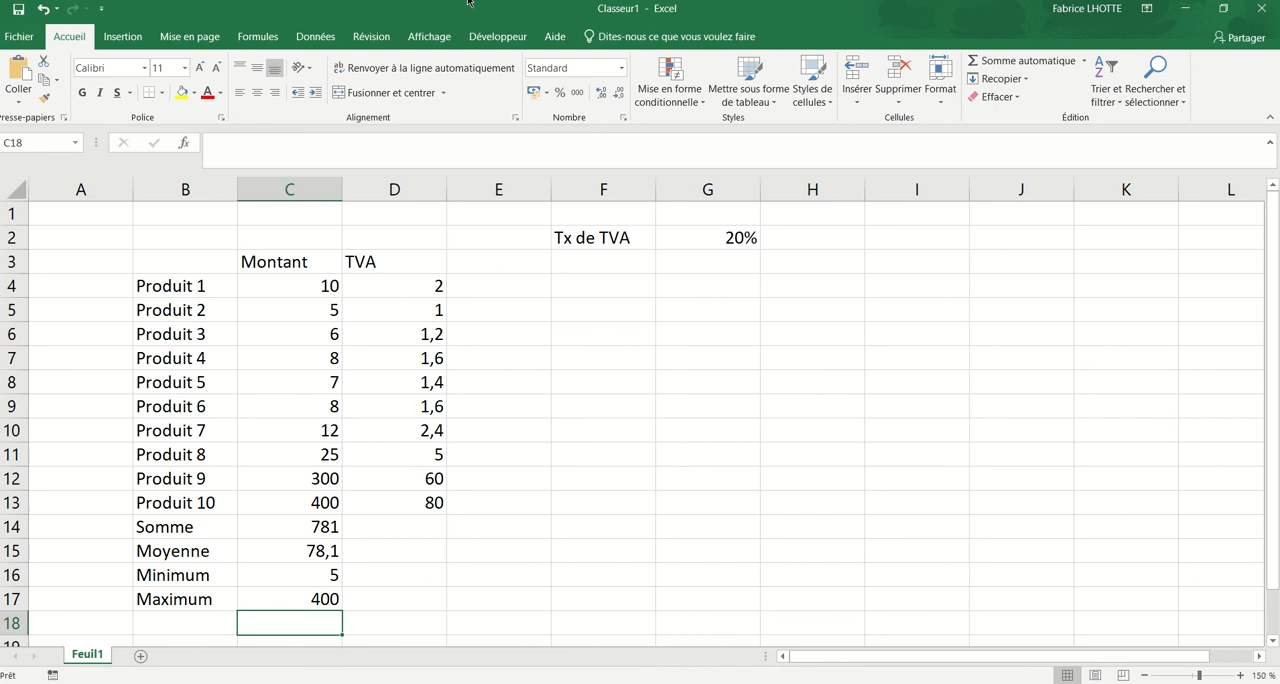 Classeur1 - Excel
Fabrice LHOTTE
Fichier Accueil Insertion Mise en page Formules Données Révision Affichage Développeur Aide Dites-nous ce que vous voulez faire Partager
Coller
resse-papiers
Calibri 11
G I S
Police
Renvoyer à la ligne automatiquement
Fusionner et centrer
Alignement
Standard
% 000
Nombre
Mise en forme conditionnelle
Mettre sous forme de tableau
Styles de cellules
Styles
Insérer Supprimer Format
Cellules
Somme automatique
Recopier
Effacer
Trier et filtrer
Rechercher et sélectionner
Édition
C18 fx
A B C D E F G H I J K L
1
2 Tx de TVA 20%
3 Montant TVA
4 Produit 1 10 2
5 Produit 2 5 1
6 Produit 3 6 1,2
7 Produit 4 8 1,6
8 Produit 5 7 1,4
9 Produit 6 8 1,6
10 Produit 7 12 2,4
11 Produit 8 25 5
12 Produit 9 300 60
13 Produit 10 400 80
14 Somme 781
15 Moyenne 78,1
16 Minimum 5
17 Maximum 400
18
19
Feuil1
Prêt 150 %